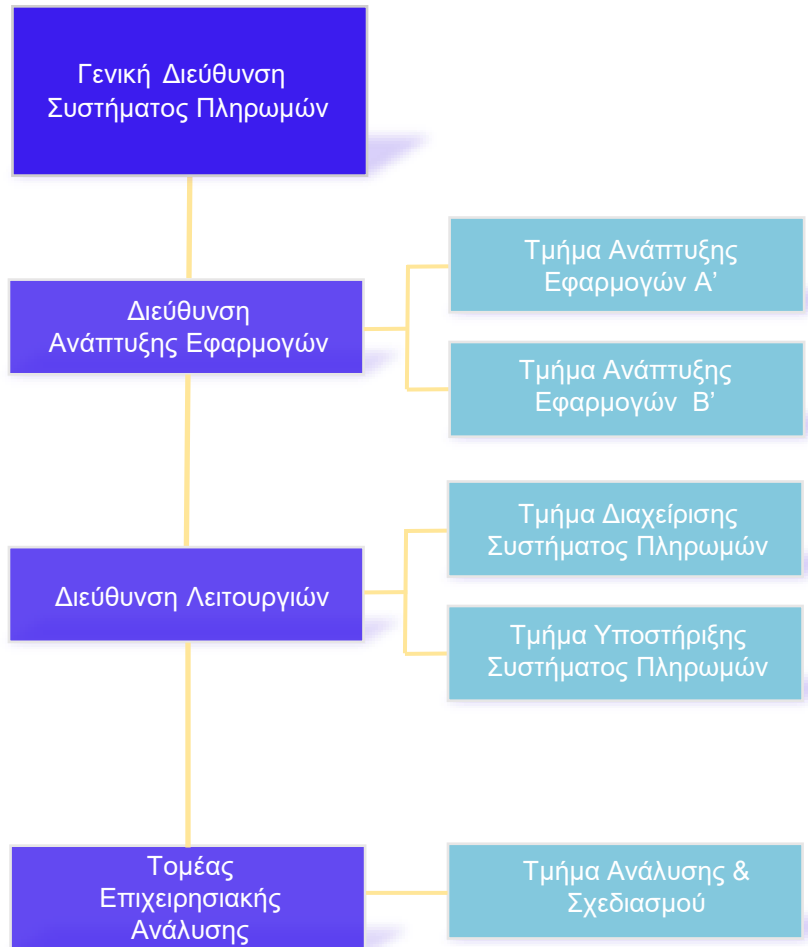 Γενική Διεύθυνση
Συστήματος Πληρωμών
Διεύθυνση
Ανάπτυξης Εφαρμογών
Τμήμα Ανάπτυξης
Εφαρμογών Α’
Τμήμα Ανάπτυξης
Εφαρμογών Β’
Διεύθυνση Λειτουργιών
Τμήμα Διαχείρισης
Συστήματος Πληρωμών
Τμήμα Υποστήριξης
Συστήματος Πληρωμών
Τομέας
Επιχειρησιακής
Ανάλυσης
Τμήμα Ανάλυσης &
Σχεδιασμού